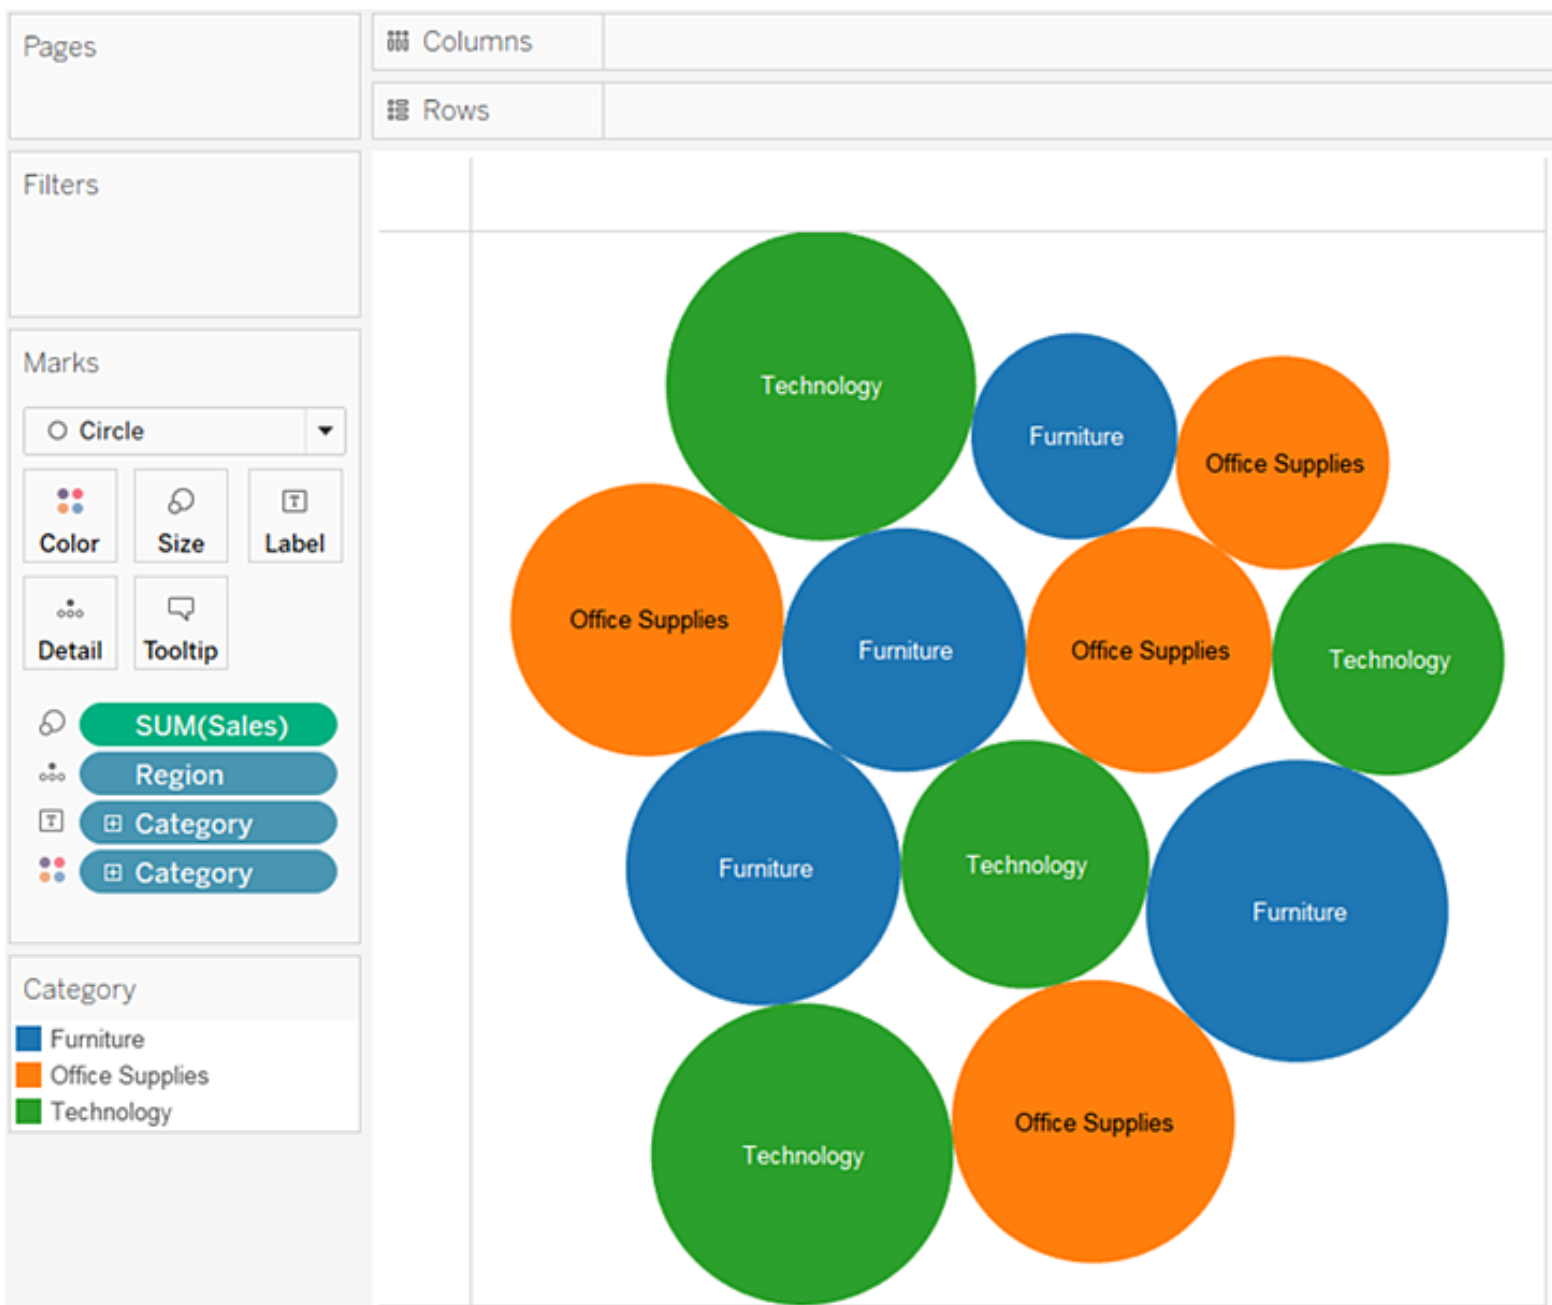 Pages
Columns
Rows
Filters
Marks
Circle
Color Size Label
Detail Tooltip
SUM(Sales)
Region
Category
Category
Category
Furniture
Office Supplies
Technology
Technology
Furniture
Office Supplies
Office Supplies
Furniture
Office Supplies
Technology
Furniture
Technology
Furniture
Office Supplies
Technology